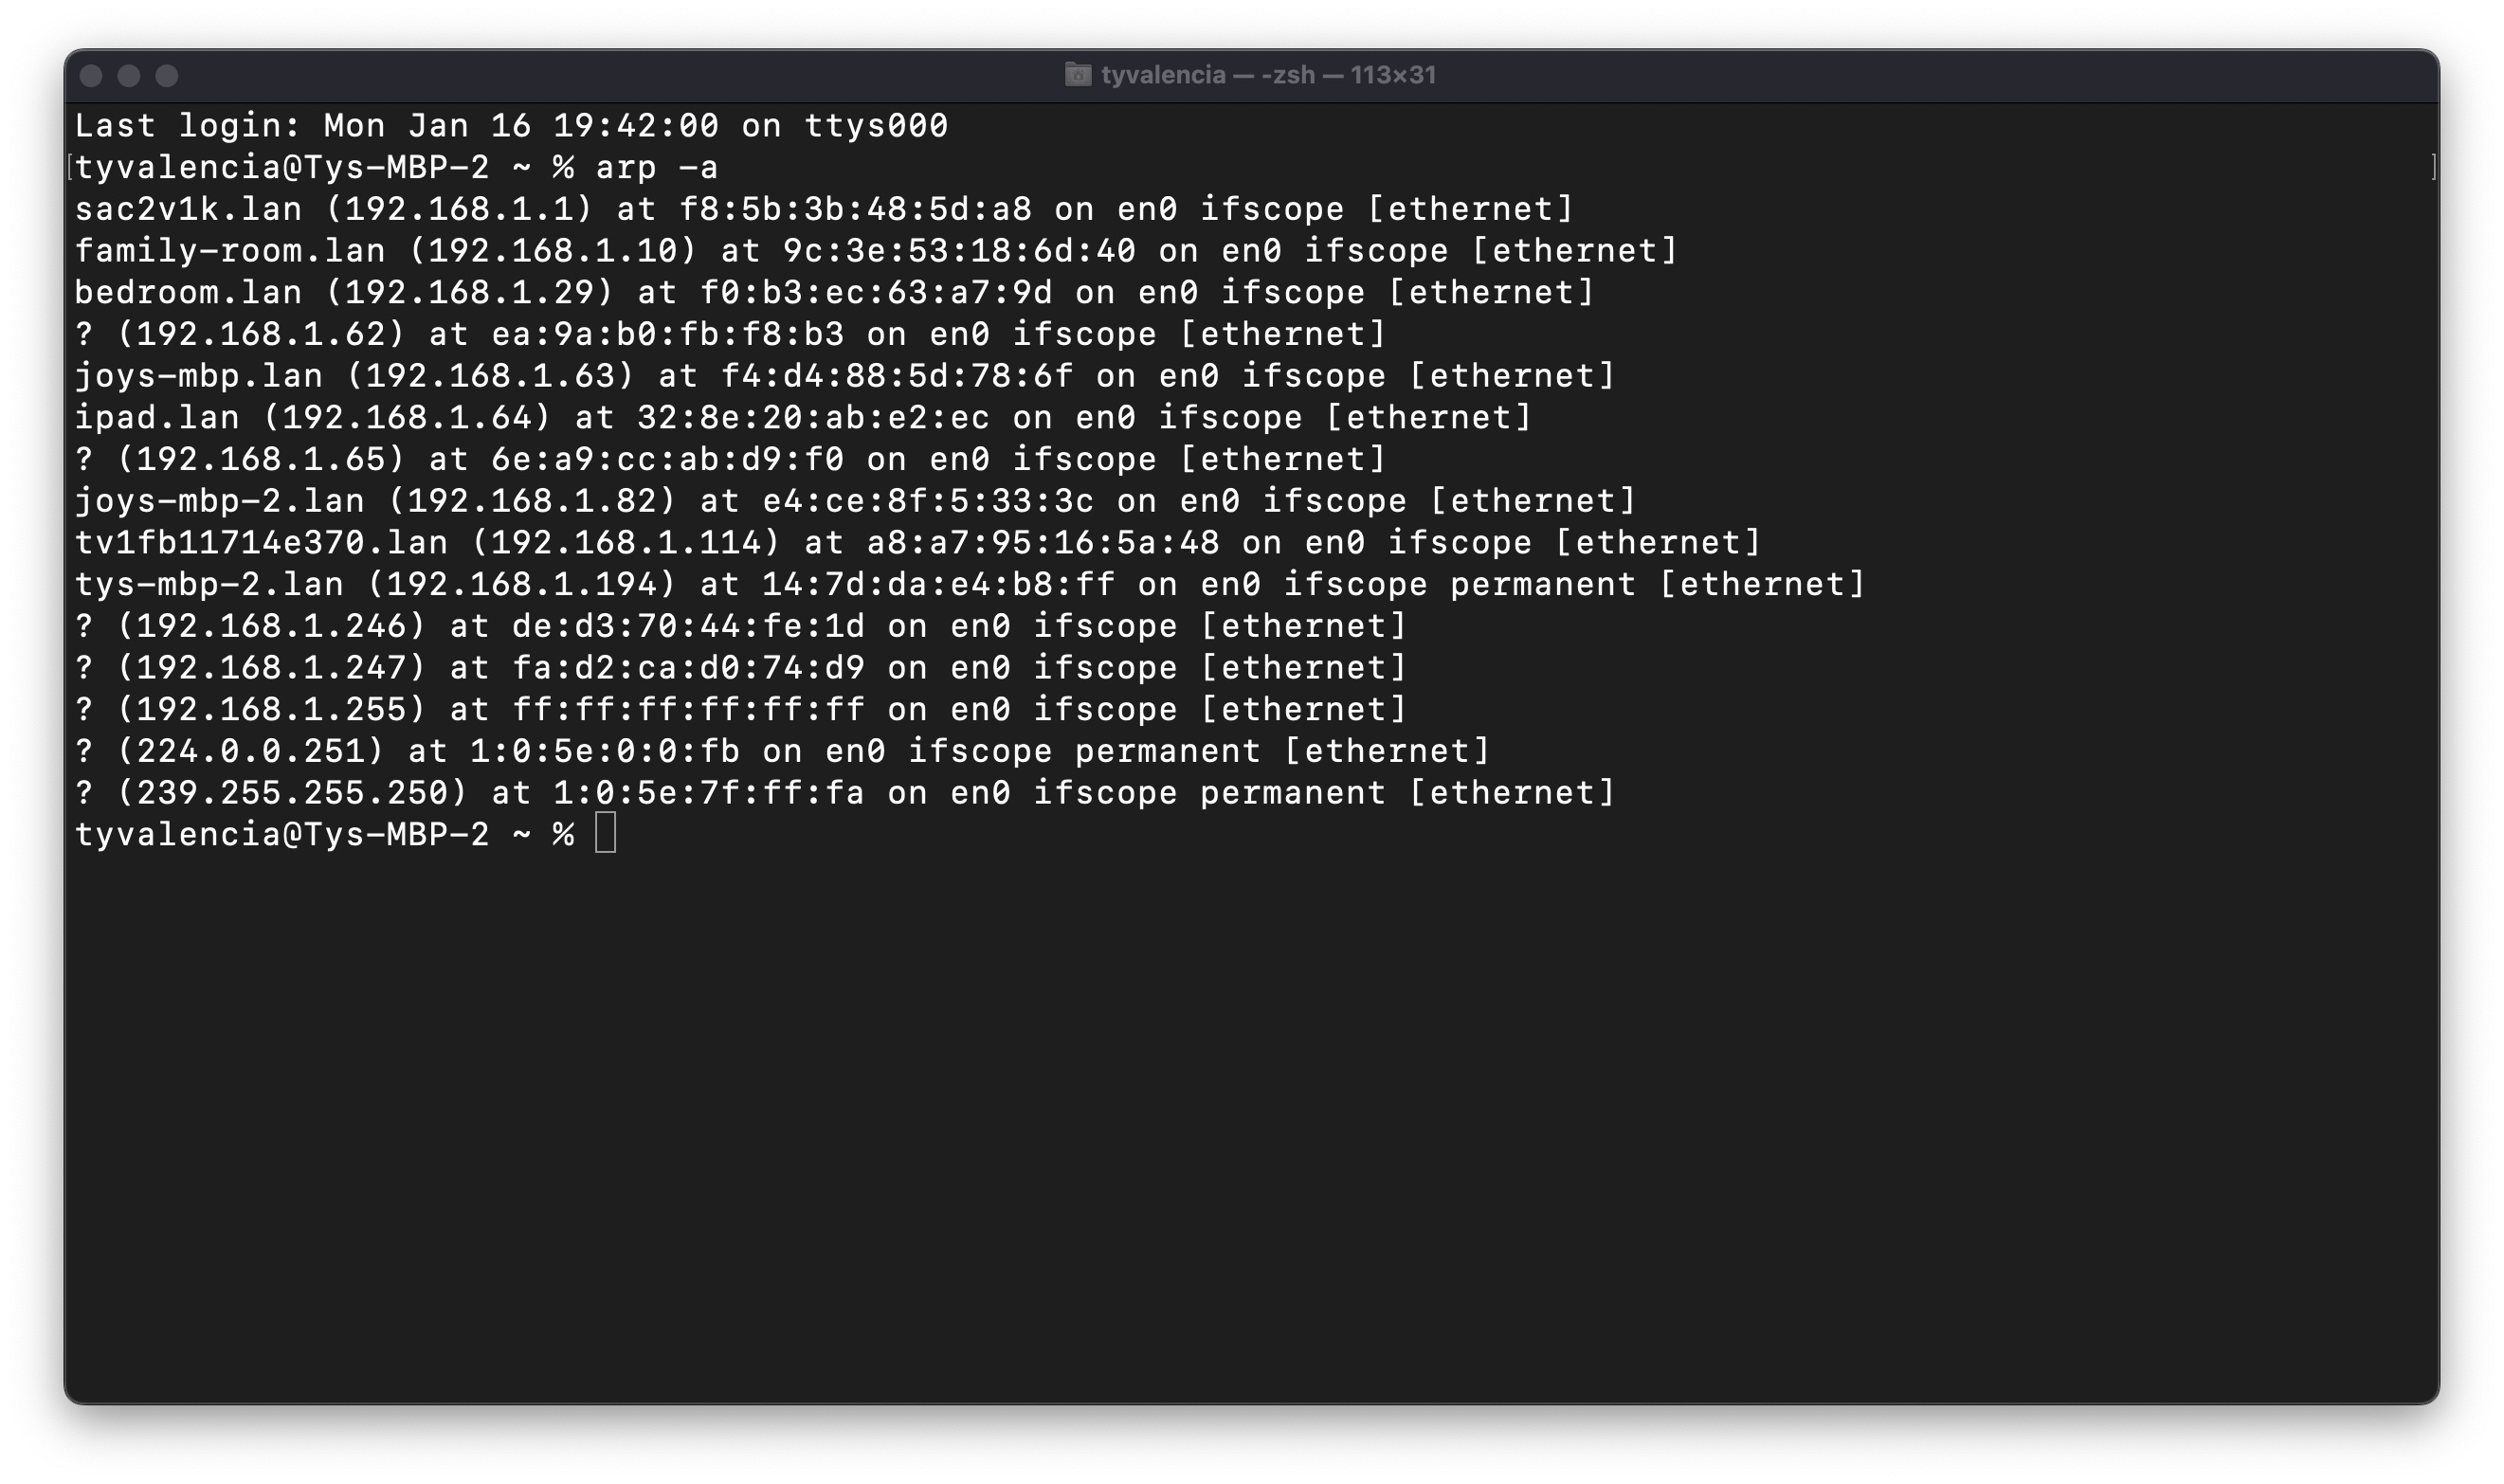 tyvalencia — -zsh — 113×31
Last login: Mon Jan 16 19:42:00 on ttys000
[tyvalencia@Tys-MBP-2 ~ % arp -a ]
sac2v1k.lan (192.168.1.1) at f8:5b:3b:48:5d:a8 on en0 ifscope [ethernet]
family-room.lan (192.168.1.10) at 9c:3e:53:18:6d:40 on en0 ifscope [ethernet]
bedroom.lan (192.168.1.29) at f0:b3:ec:63:a7:9d on en0 ifscope [ethernet]
? (192.168.1.62) at ea:9a:b0:fb:f8:b3 on en0 ifscope [ethernet]
joys-mbp.lan (192.168.1.63) at f4:d4:88:5d:78:6f on en0 ifscope [ethernet]
ipad.lan (192.168.1.64) at 32:8e:20:ab:e2:ec on en0 ifscope [ethernet]
? (192.168.1.65) at 6e:a9:cc:ab:d9:f0 on en0 ifscope [ethernet]
joys-mbp-2.lan (192.168.1.82) at e4:ce:8f:5:33:3c on en0 ifscope [ethernet]
tv1fb11714e370.lan (192.168.1.114) at a8:a7:95:16:5a:48 on en0 ifscope [ethernet]
tys-mbp-2.lan (192.168.1.194) at 14:7d:da:e4:b8:ff on en0 ifscope permanent [ethernet]
? (192.168.1.246) at de:d3:70:44:fe:1d on en0 ifscope [ethernet]
? (192.168.1.247) at fa:d2:ca:d0:74:d9 on en0 ifscope [ethernet]
? (192.168.1.255) at ff:ff:ff:ff:ff:ff on en0 ifscope [ethernet]
? (224.0.0.251) at 1:0:5e:0:0:fb on en0 ifscope permanent [ethernet]
? (239.255.255.250) at 1:0:5e:7f:ff:fa on en0 ifscope permanent [ethernet]
tyvalencia@Tys-MBP-2 ~ %